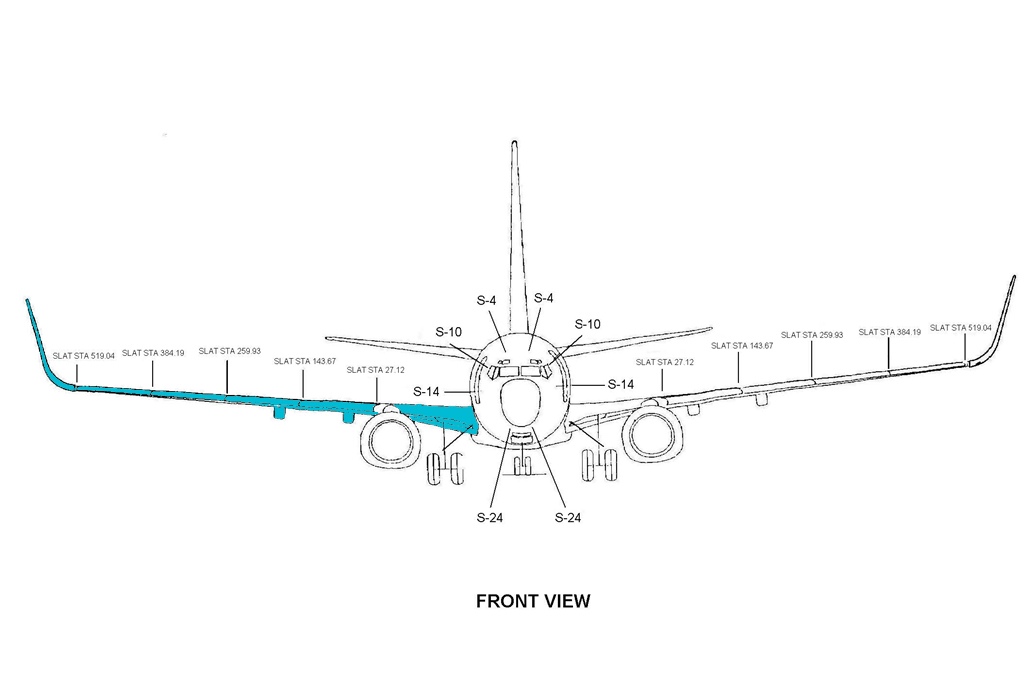 S-4
S-4
S-10
S-10
SLAT STA 519.04
SLAT STA 384.19
SLAT STA 259.93
SLAT STA 143.67
SLAT STA 27.12
SLAT STA 27.12
SLAT STA 143.67
SLAT STA 259.93
SLAT STA 384.19
SLAT STA 519.04
S-14
S-14
S-24
S-24
FRONT VIEW